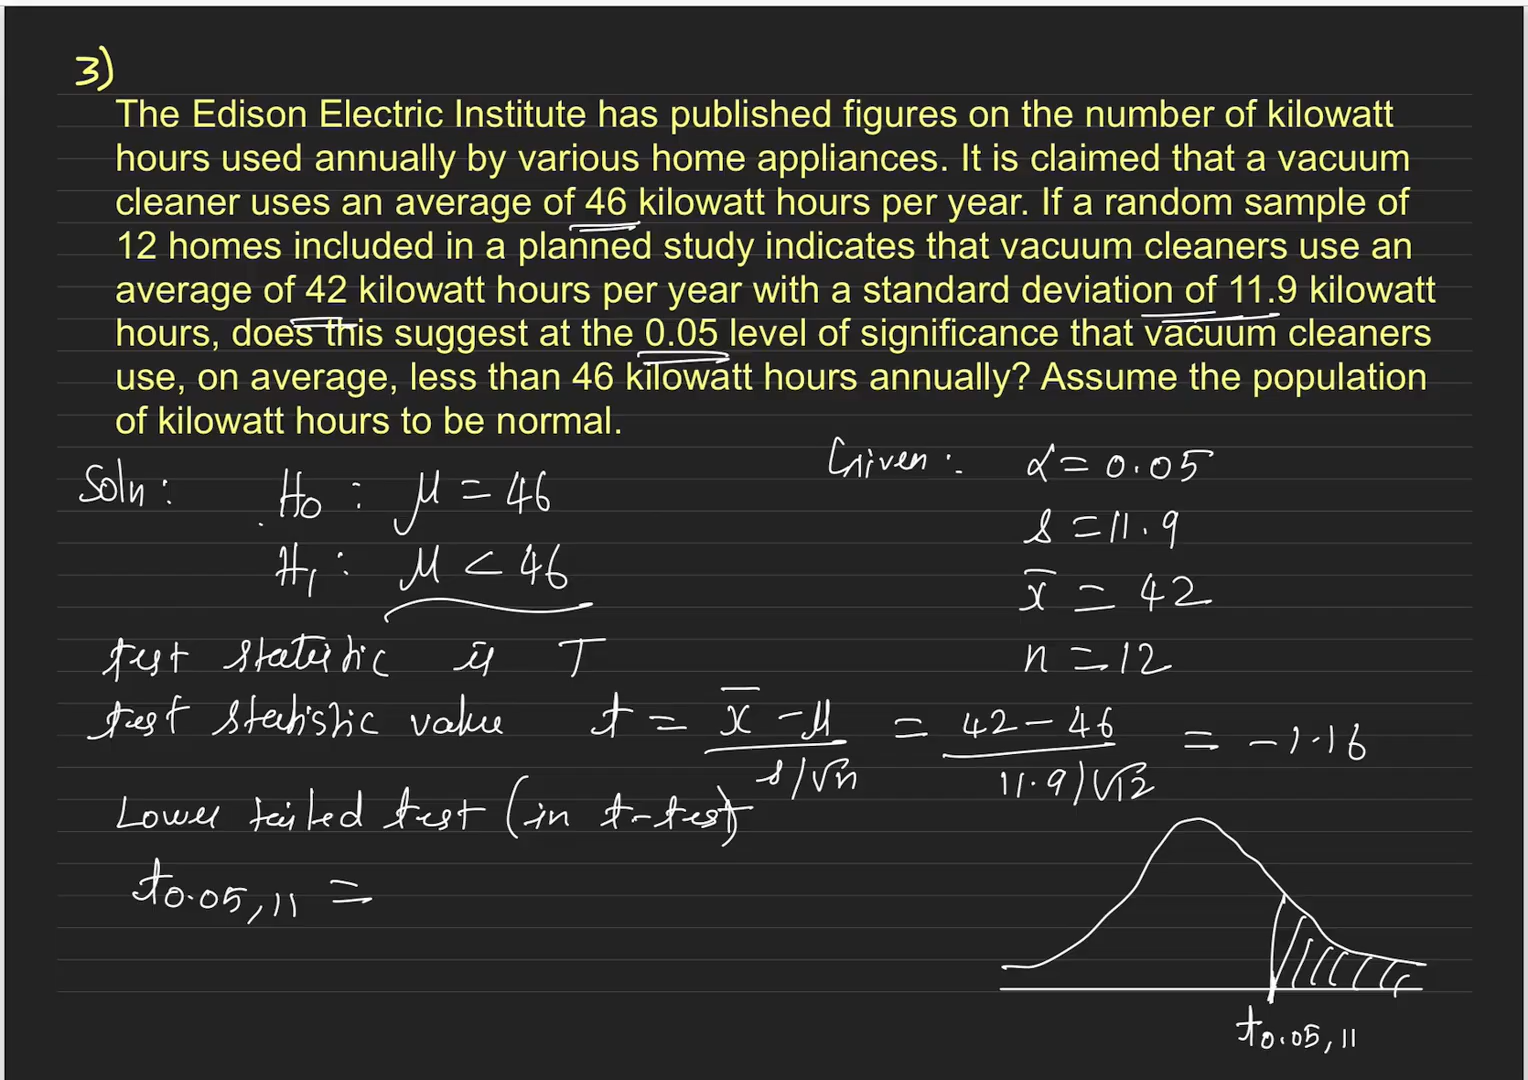 3)
The Edison Electric Institute has published figures on the number of kilowatt
hours used annually by various home appliances. It is claimed that a vacuum
cleaner uses an average of 46 kilowatt hours per year. If a random sample of
12 homes included in a planned study indicates that vacuum cleaners use an
average of 42 kilowatt hours per year with a standard deviation of 11.9 kilowatt
hours, does this suggest at the 0.05 level of significance that vacuum cleaners
use, on average, less than 46 kilowatt hours annually? Assume the population
of kilowatt hours to be normal.
Soln: H₀ : μ = 46
H₁ : μ < 46
Given: α = 0.05
s = 11.9
x̄ = 42
n = 12
test statistic is T
test statistic value t = (x̄ - μ)/(s/√n) = (42 - 46)/(11.9/√12) = -1.16
Lower tailed test (in t-test)
t0.05,11 =
t0.05,11